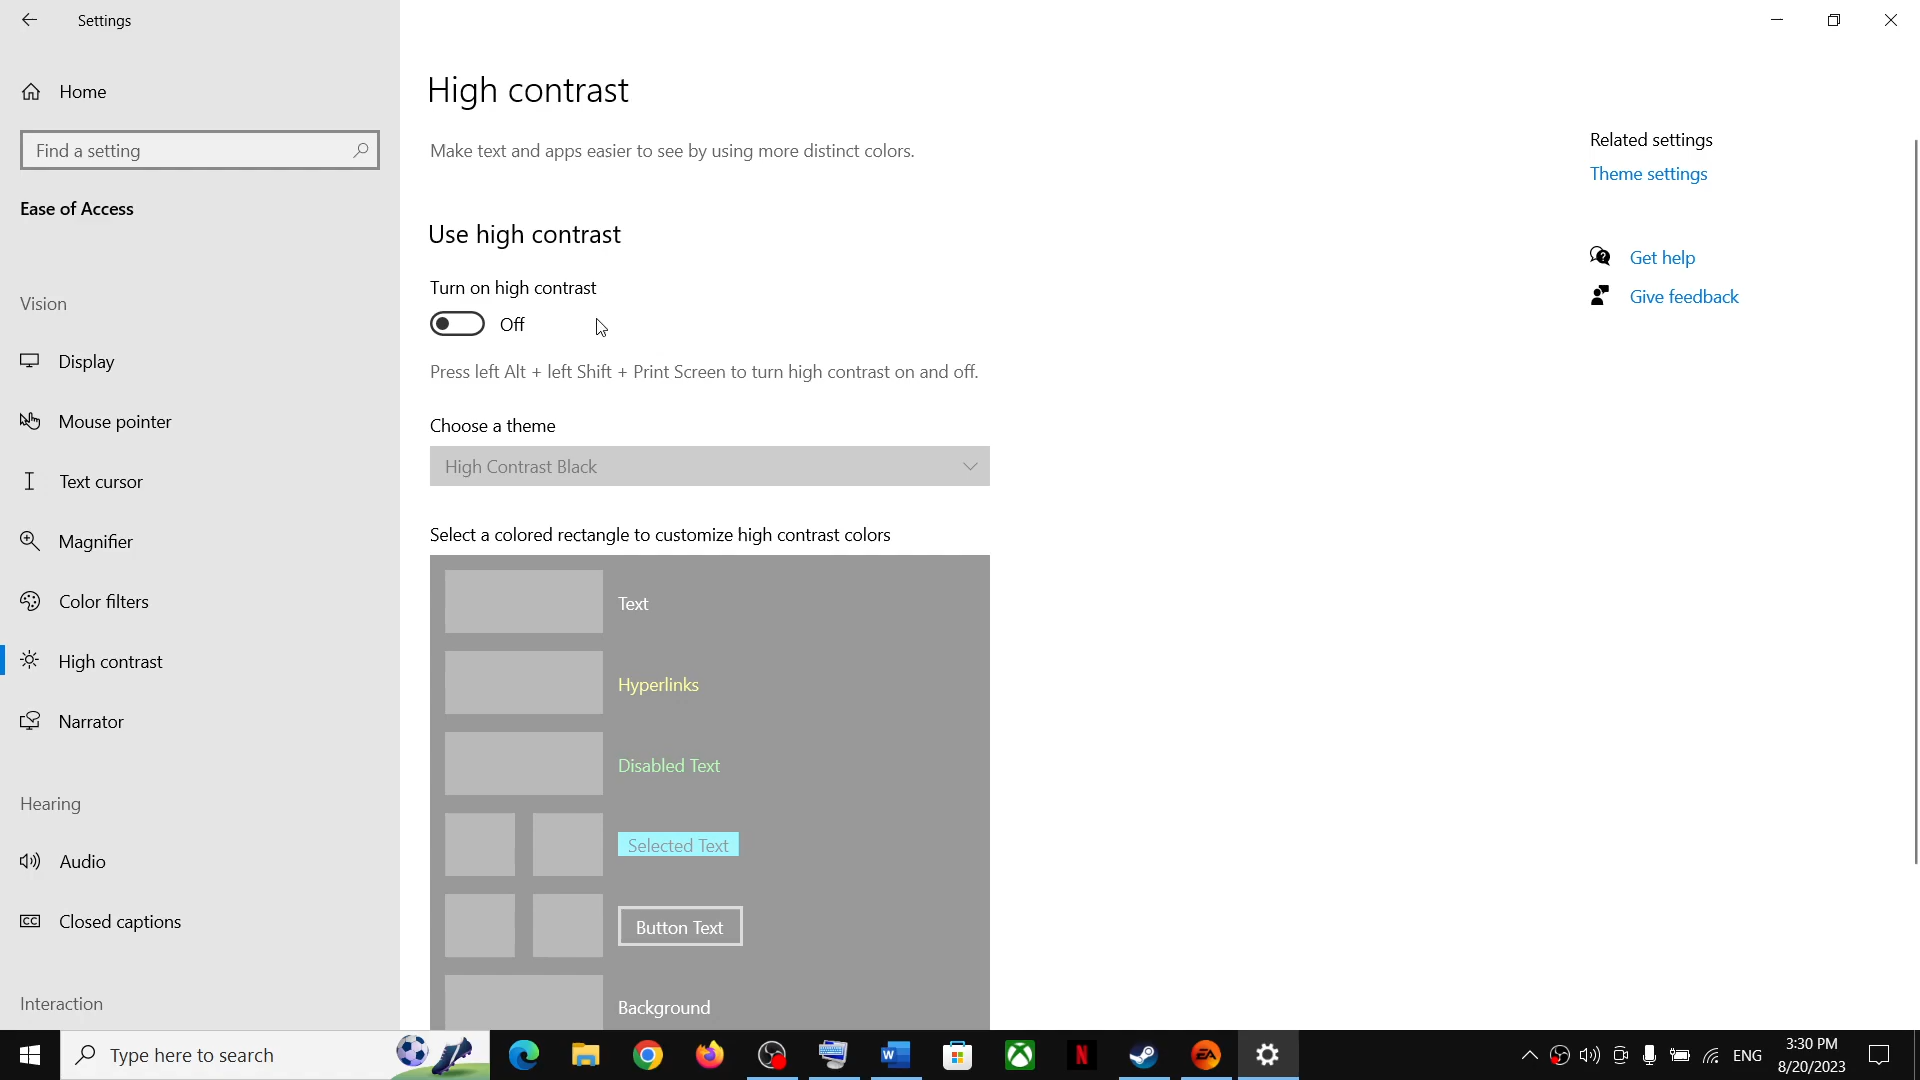 Settings
Home
Find a setting
Ease of Access
Vision
Display
Mouse pointer
Text cursor
Magnifier
Color filters
High contrast
Narrator
Hearing
Audio
Closed captions
Interaction
High contrast
Make text and apps easier to see by using more distinct colors.
Use high contrast
Turn on high contrast
Off
Press left Alt + left Shift + Print Screen to turn high contrast on and off.
Choose a theme
High Contrast Black
Select a colored rectangle to customize high contrast colors
Text
Hyperlinks
Disabled Text
Selected Text
Button Text
Background
Related settings
Theme settings
Get help
Give feedback
Type here to search
W
N
EA
CC
ENG
3:30 PM
8/20/2023